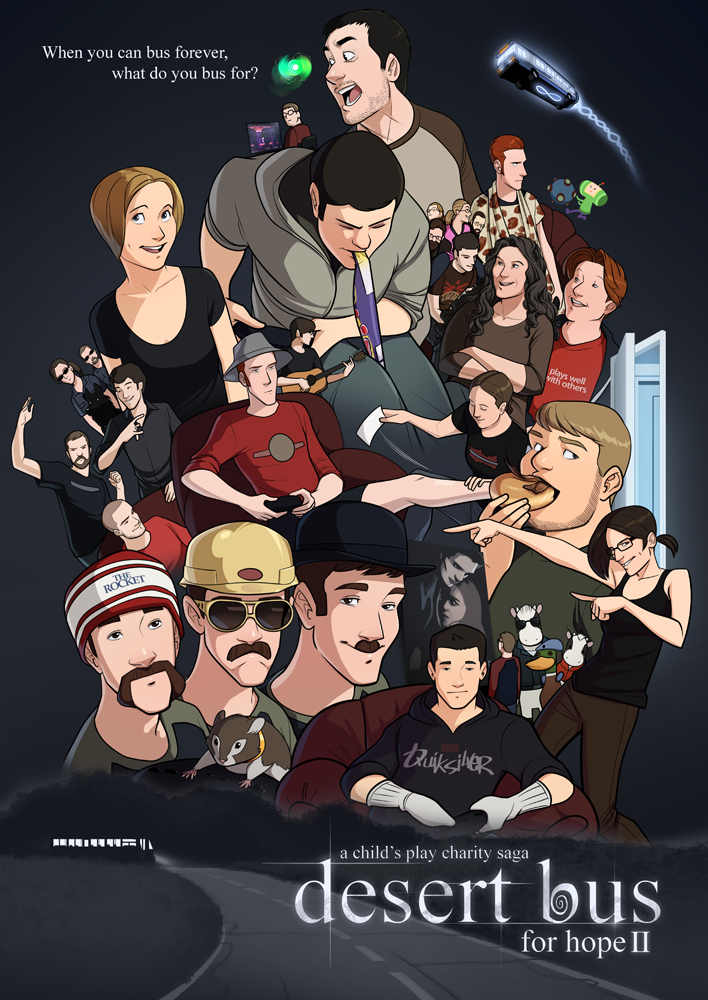 When you can bus forever,
what do you bus for?
plays well
with others
THE
ROCKET
Quiksilver
a child's play charity saga
desert bus
for hope II